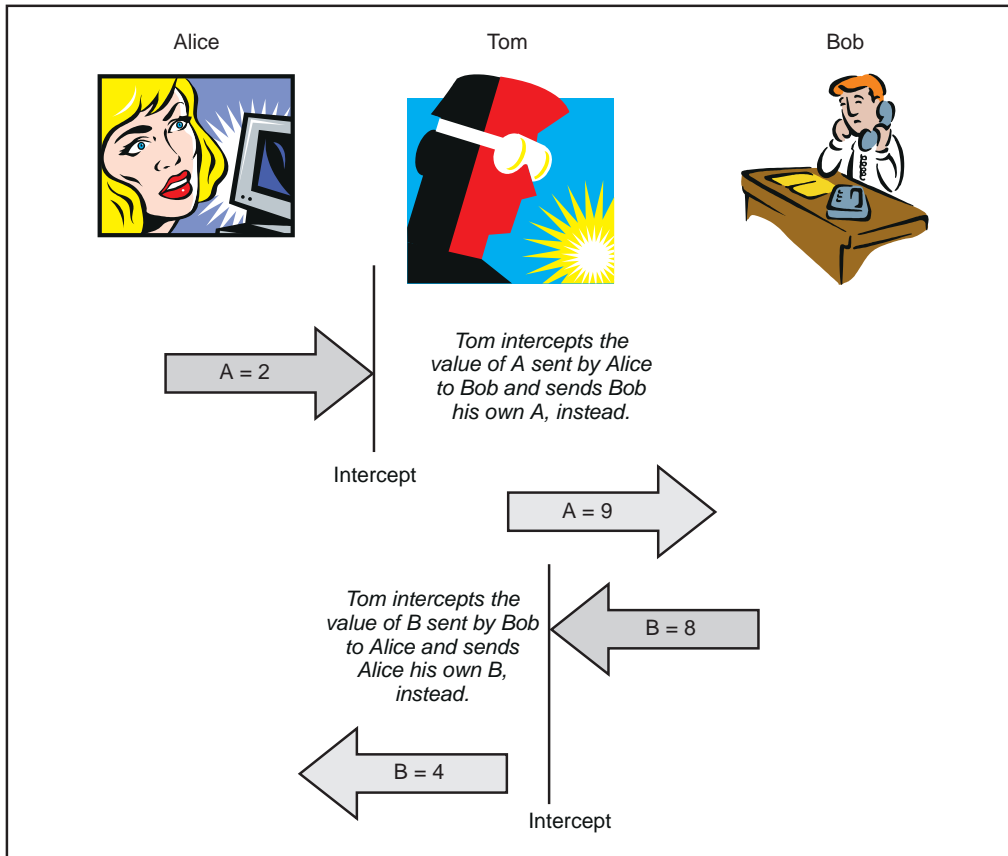 Alice
Tom
Bob
A = 2
Tom intercepts the
value of A sent by Alice
to Bob and sends Bob
his own A, instead.
Intercept
A = 9
Tom intercepts the
value of B sent by Bob
to Alice and sends
Alice his own B,
instead.
B = 8
B = 4
Intercept